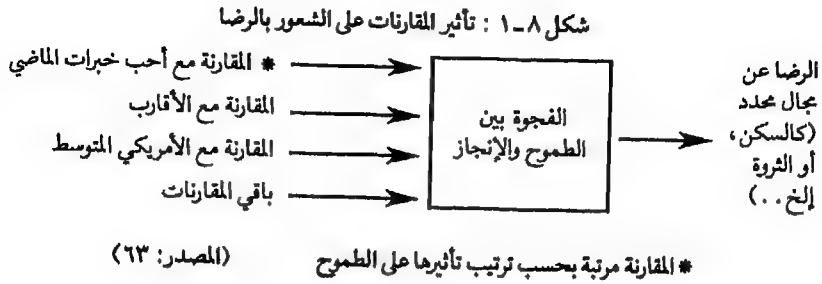 شكل ٨ ـ ١ : تأثير المقارنات على الشعور بالرضا
* المقارنة مع أحب خبرات الماضي
المقارنة مع الأقارب
المقارنة مع الأمريكي المتوسط
باقي المقارنات
الفجوة بين
الطموح والإنجاز
الرضا عن
مجال محدد
(كالسكن،
أو الثروة
إلخ . . )
* المقارنة مرتبة بحسب ترتيب تأثيرها على الطموح (المصدر: ٦٣)